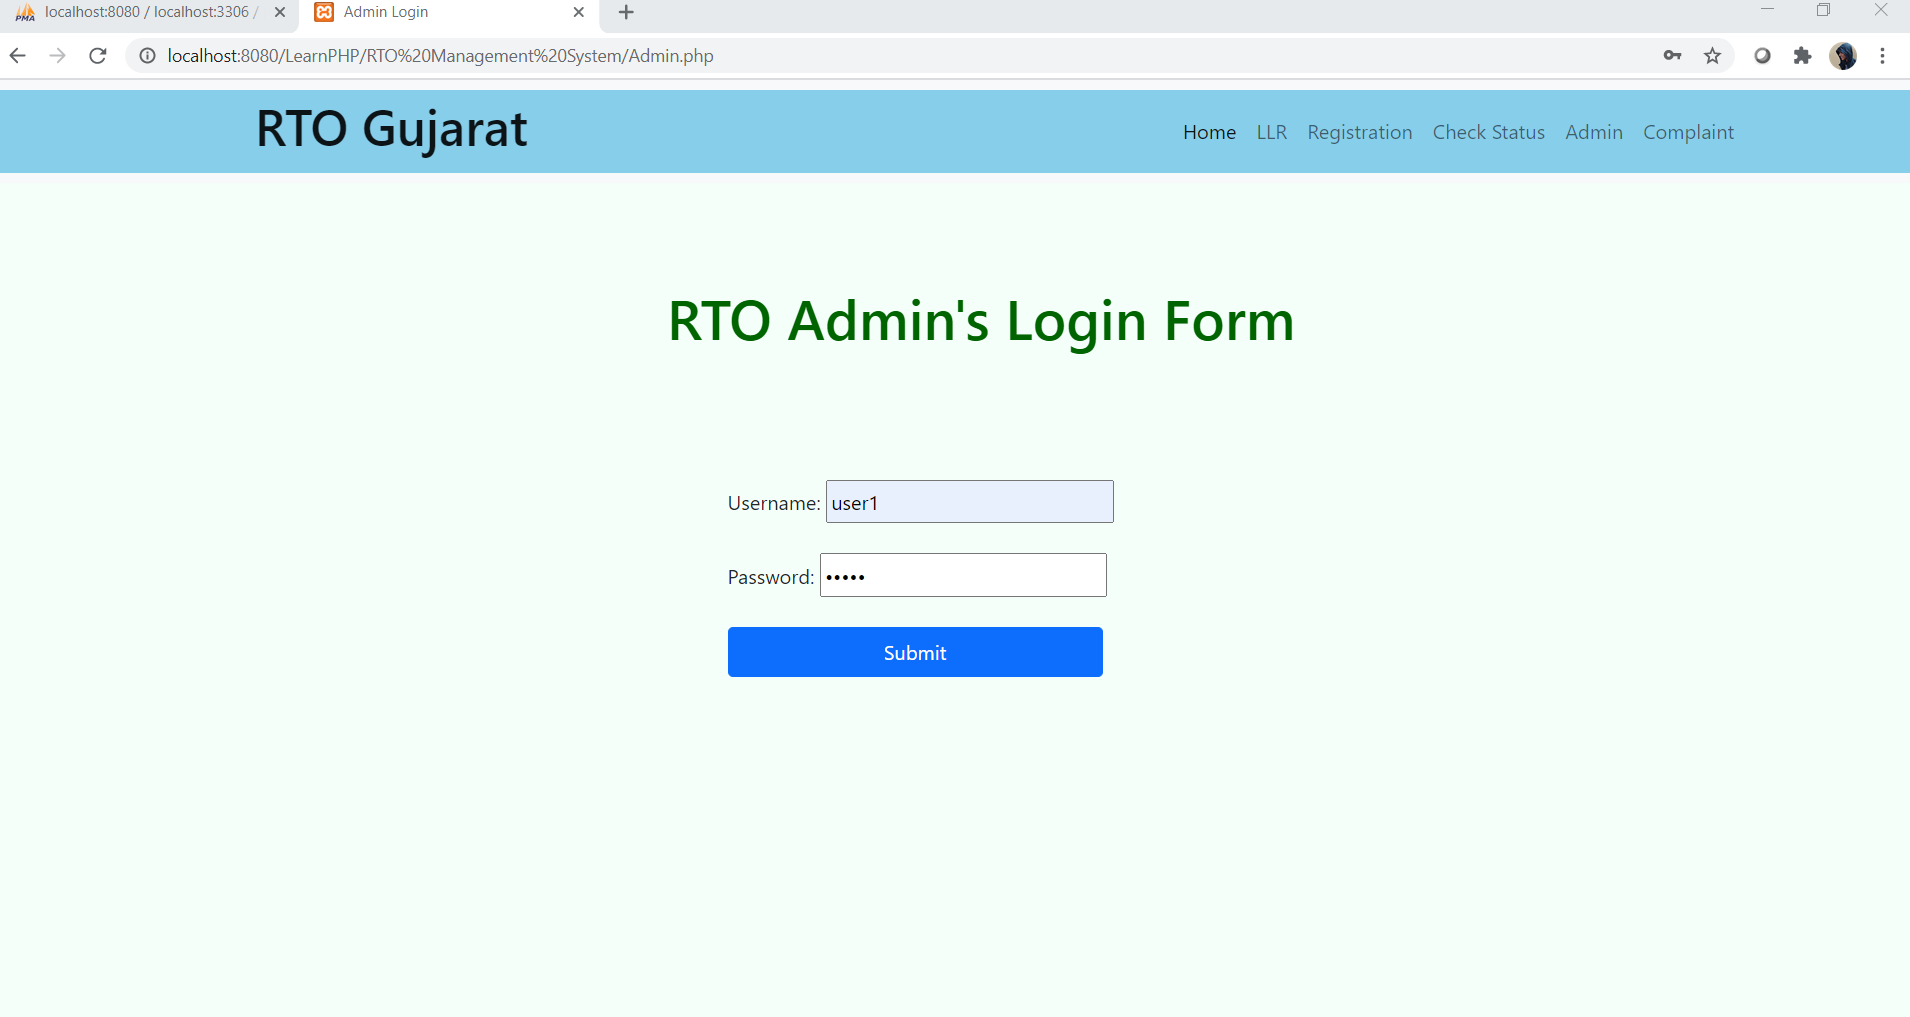 PMA localhost:8080 / localhost:3306 / Admin Login
localhost:8080/LearnPHP/RTO%20Management%20System/Admin.php
RTO Gujarat Home LLR Registration Check Status Admin Complaint
RTO Admin's Login Form
Username: user1
Password: •••••
Submit